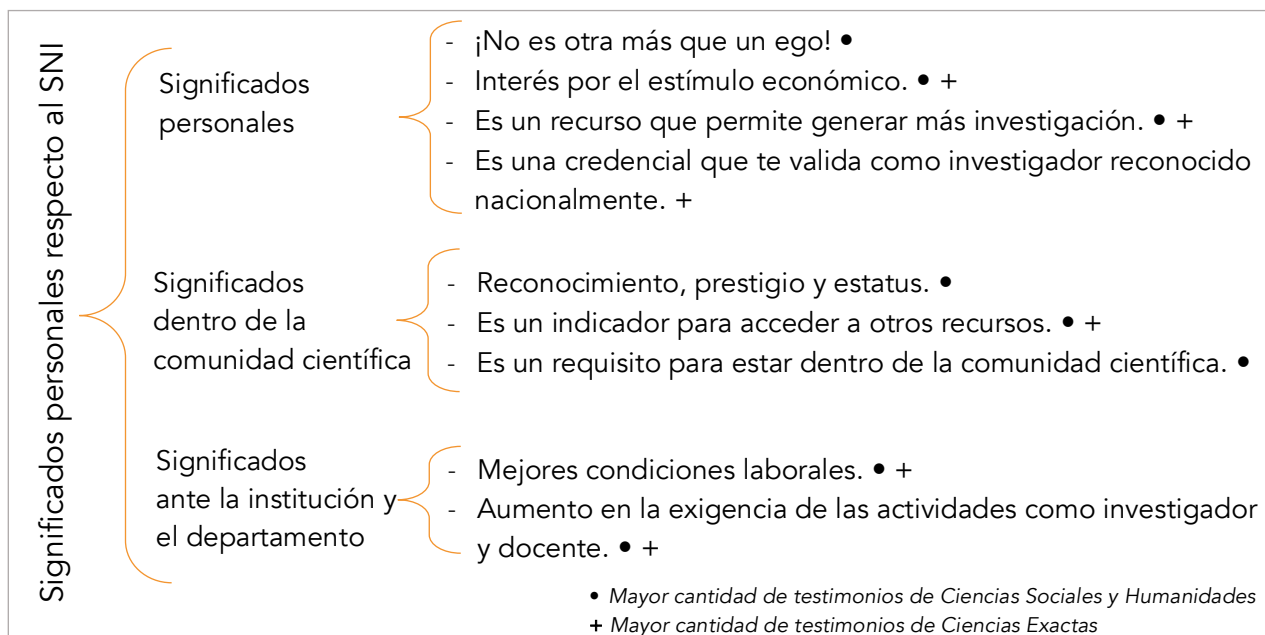 Significados personales respecto al SNI
Significados
personales
- ¡No es otra más que un ego! •
- Interés por el estímulo económico. • +
- Es un recurso que permite generar más investigación. • +
- Es una credencial que te valida como investigador reconocido
nacionalmente. +
Significados
dentro de la
comunidad científica
- Reconocimiento, prestigio y estatus. •
- Es un indicador para acceder a otros recursos. • +
- Es un requisito para estar dentro de la comunidad científica. •
Significados
ante la institución y
el departamento
- Mejores condiciones laborales. • +
- Aumento en la exigencia de las actividades como investigador
y docente. • +
• Mayor cantidad de testimonios de Ciencias Sociales y Humanidades
+ Mayor cantidad de testimonios de Ciencias Exactas